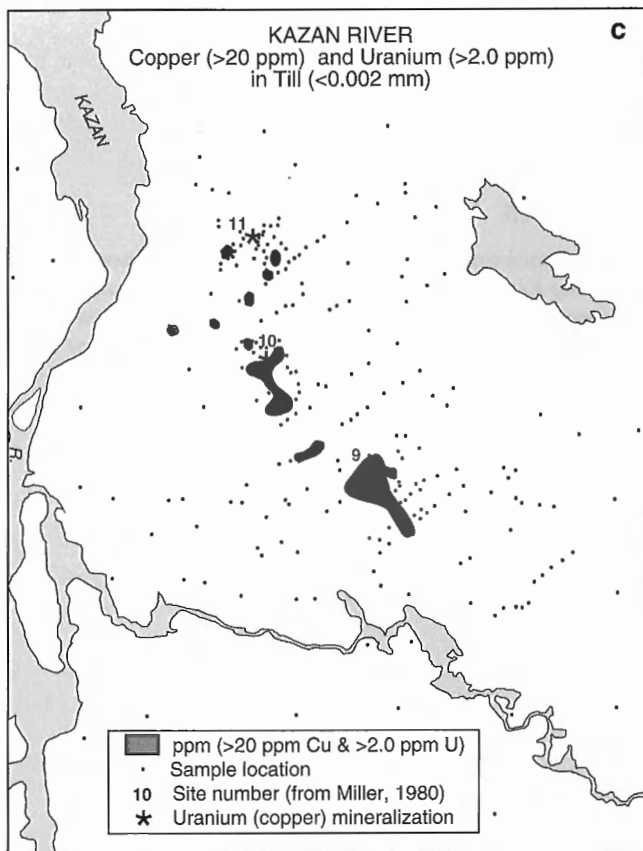 C
KAZAN RIVER
Copper (>20 ppm) and Uranium (>2.0 ppm)
in Till (<0.002 mm)
KAZAN
11
10
9
R.
ppm (>20 ppm Cu & >2.0 ppm U)
Sample location
10 Site number (from Miller, 1980)
Uranium (copper) mineralization